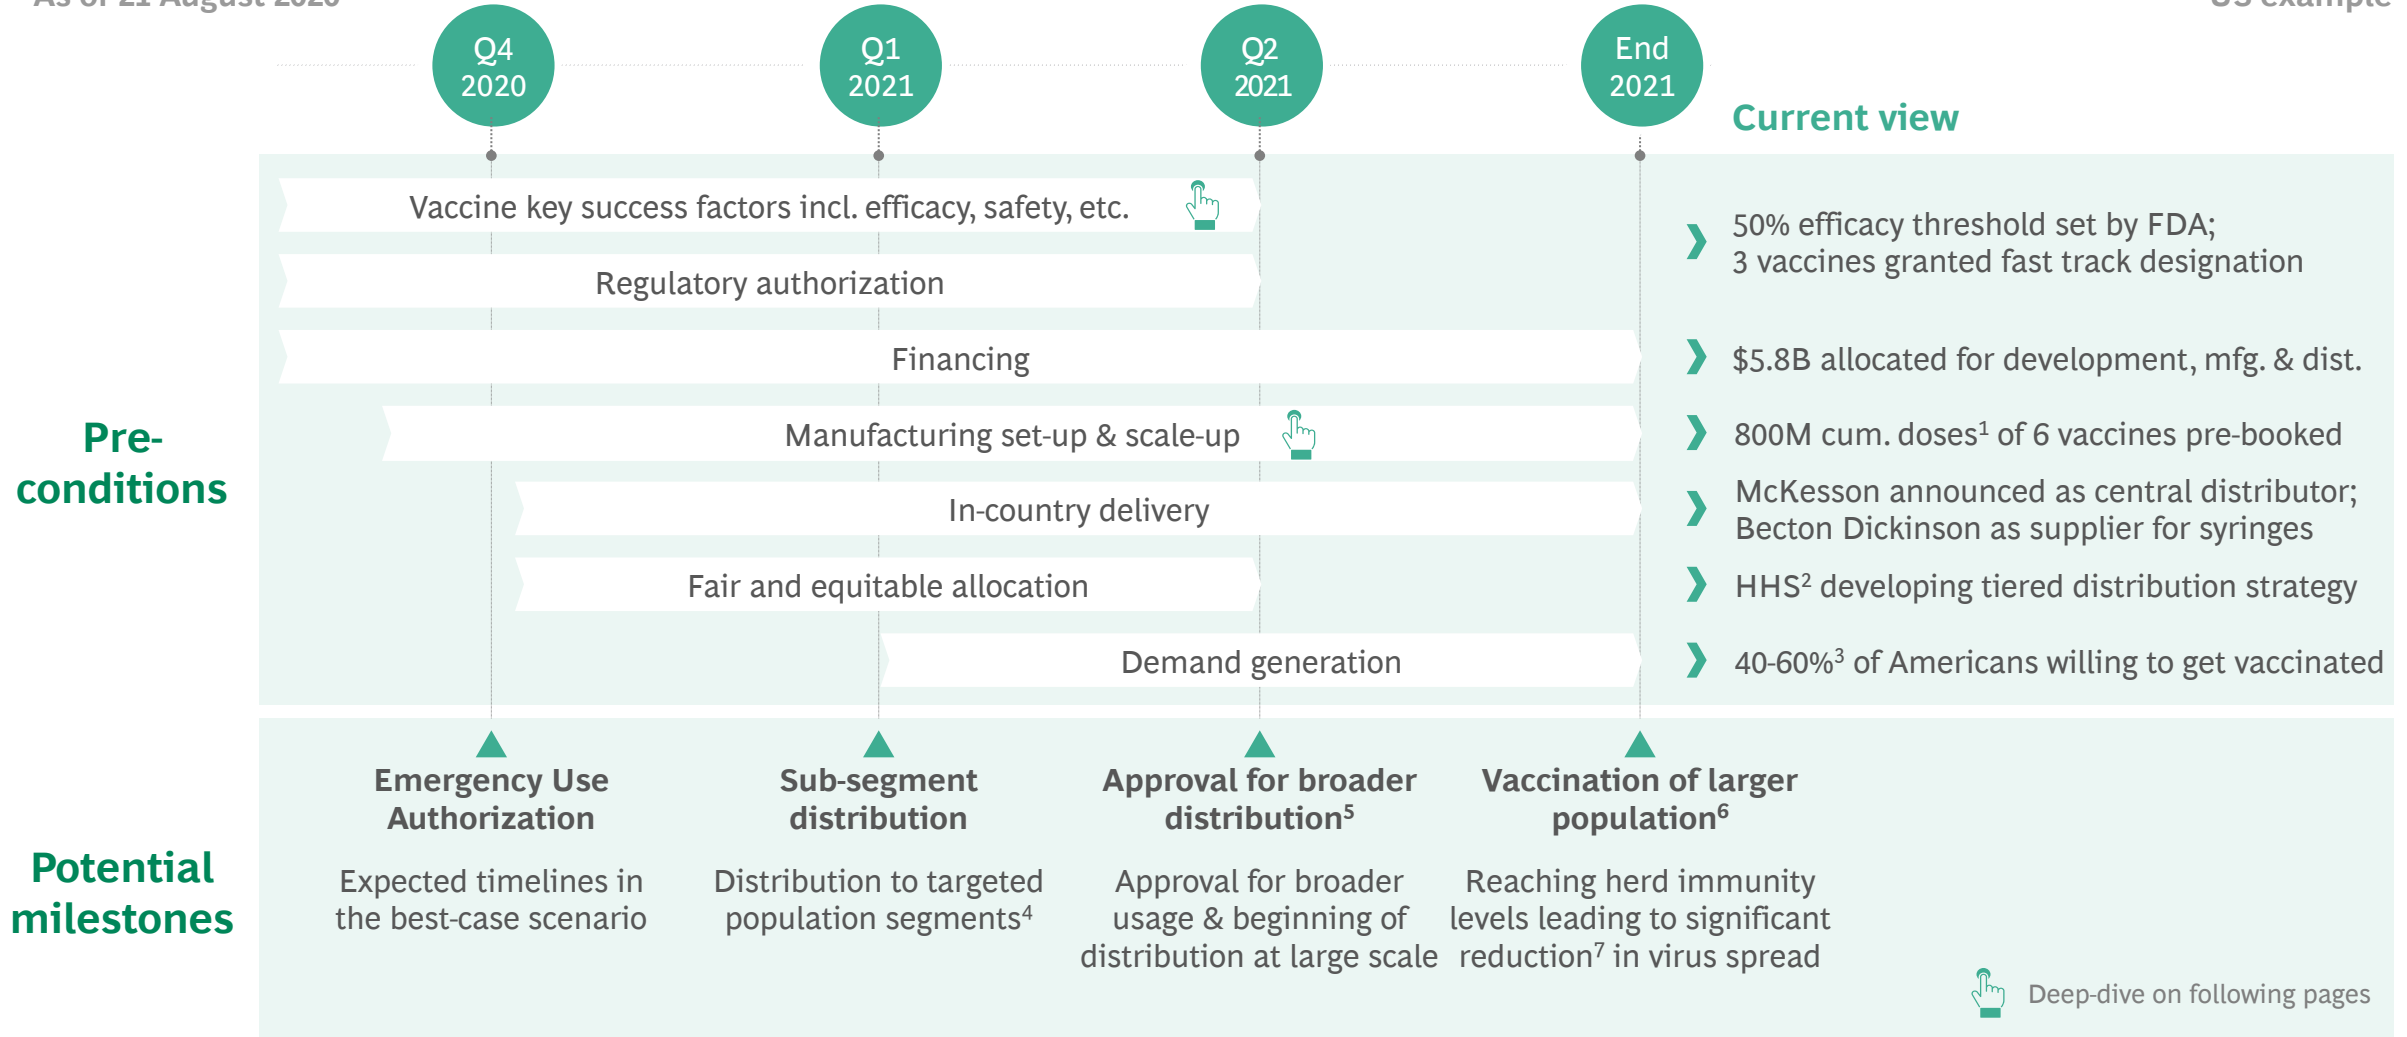 As of 21 August 2020
US example
Q4
2020
Q1
2021
Q2
2021
End
2021
Current view
Pre-
conditions
Vaccine key success factors incl. efficacy, safety, etc.
Regulatory authorization
50% efficacy threshold set by FDA;
3 vaccines granted fast track designation
Financing
$5.8B allocated for development, mfg. & dist.
Manufacturing set-up & scale-up
800M cum. doses¹ of 6 vaccines pre-booked
In-country delivery
McKesson announced as central distributor;
Becton Dickinson as supplier for syringes
Fair and equitable allocation
HHS² developing tiered distribution strategy
Demand generation
40-60%³ of Americans willing to get vaccinated
Potential
milestones
Emergency Use
Authorization
Expected timelines in
the best-case scenario
Sub-segment
distribution
Distribution to targeted
population segments⁴
Approval for broader
distribution⁵
Approval for broader
usage & beginning of
distribution at large scale
Vaccination of larger
population⁶
Reaching herd immunity
levels leading to significant
reduction⁷ in virus spread
Deep-dive on following pages